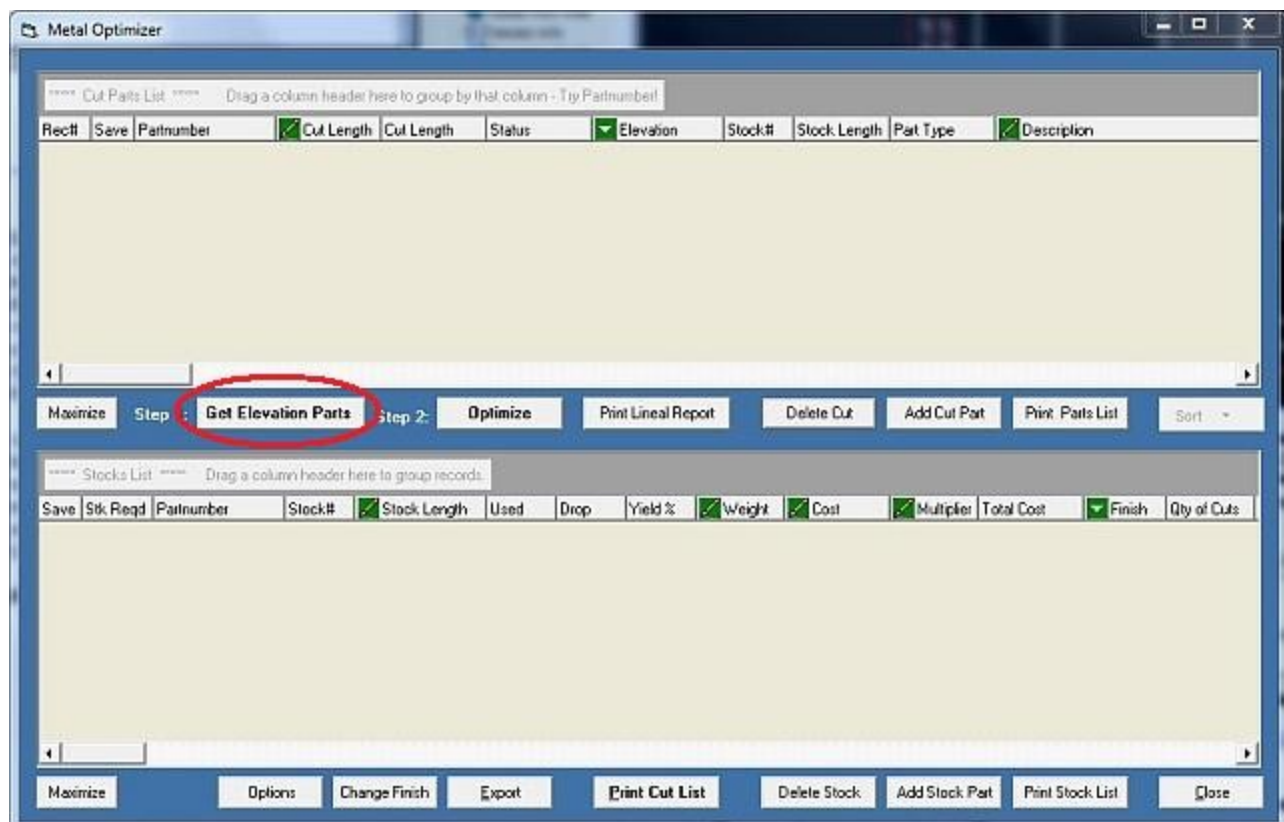 Metal Optimizer
***** Cut Parts List ***** Drag a column header here to group by that column - Try Partnumber!
Rec# Save Partnumber Cut Length Cut Length Status Elevation Stock# Stock Length Part Type Description
Maximize Step : Get Elevation Parts Step 2: Optimize Print Lineal Report Delete Cut Add Cut Part Print Parts List Sort
***** Stocks List ***** Drag a column header here to group records.
Save Stk Reqd Partnumber Stock# Stock Length Used Drop Yield % Weight Cost Multiplier Total Cost Finish Qty of Cuts
Maximize Options Change Finish Export Print Cut List Delete Stock Add Stock Part Print Stock List Close